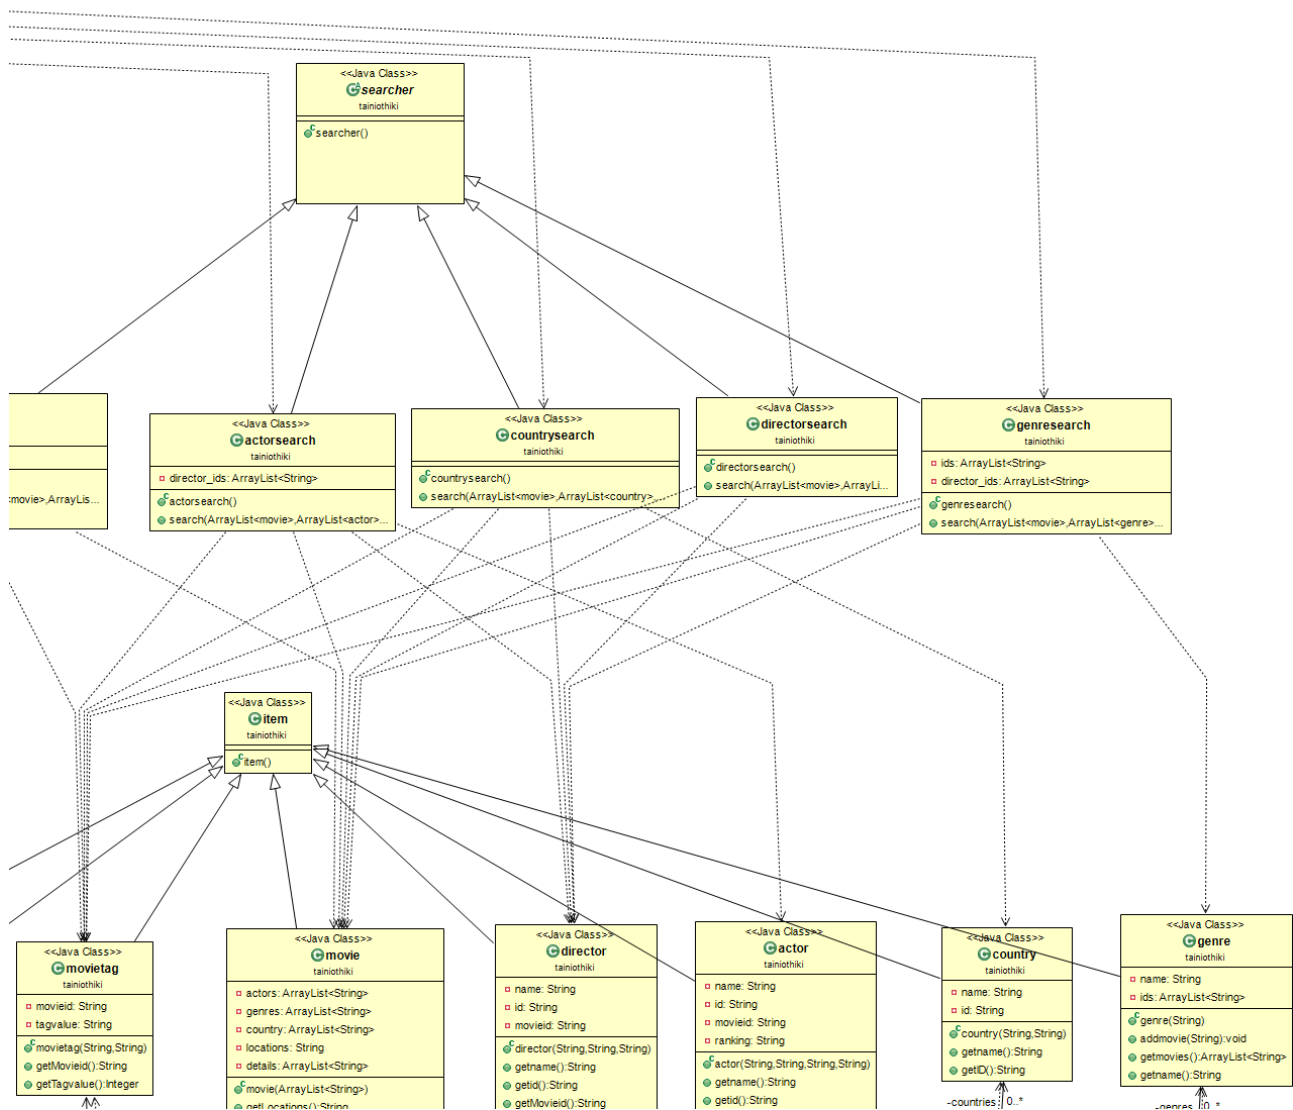 <<Java Class>>
searcher
tainiothiki
searcher()
<movie>,ArrayLis...
<<Java Class>>
actorsearch
tainiothiki
director_ids: ArrayList<String>
actorsearch()
search(ArrayList<movie>,ArrayList<actor>...
<<Java Class>>
countrysearch
tainiothiki
countrysearch()
search(ArrayList<movie>,ArrayList<country>...
<<Java Class>>
directorsearch
tainiothiki
directorsearch()
search(ArrayList<movie>,ArrayLi...
<<Java Class>>
genresearch
tainiothiki
ids: ArrayList<String>
director_ids: ArrayList<String>
genresearch()
search(ArrayList<movie>,ArrayList<genre>...
<<Java Class>>
item
tainiothiki
item()
<<Java Class>>
movietag
tainiothiki
movieid: String
tagvalue: String
movietag(String,String)
getMovieid():String
getTagvalue():Integer
<<Java Class>>
movie
tainiothiki
actors: ArrayList<String>
genres: ArrayList<String>
country: ArrayList<String>
locations: String
details: ArrayList<String>
movie(ArrayList<String>)
getLocations():String
<<Java Class>>
director
tainiothiki
name: String
id: String
movieid: String
director(String,String,String)
getname():String
getid():String
getMovieid():String
<<Java Class>>
actor
tainiothiki
name: String
id: String
movieid: String
ranking: String
actor(String,String,String,String)
getname():String
getid():String
<<Java Class>>
country
tainiothiki
name: String
id: String
country(String,String)
getname():String
getID():String
-countries 0..*
<<Java Class>>
genre
tainiothiki
name: String
ids: ArrayList<String>
genre(String)
addmovie(String):void
getmovies():ArrayList<String>
getname():String
-genres 0..*